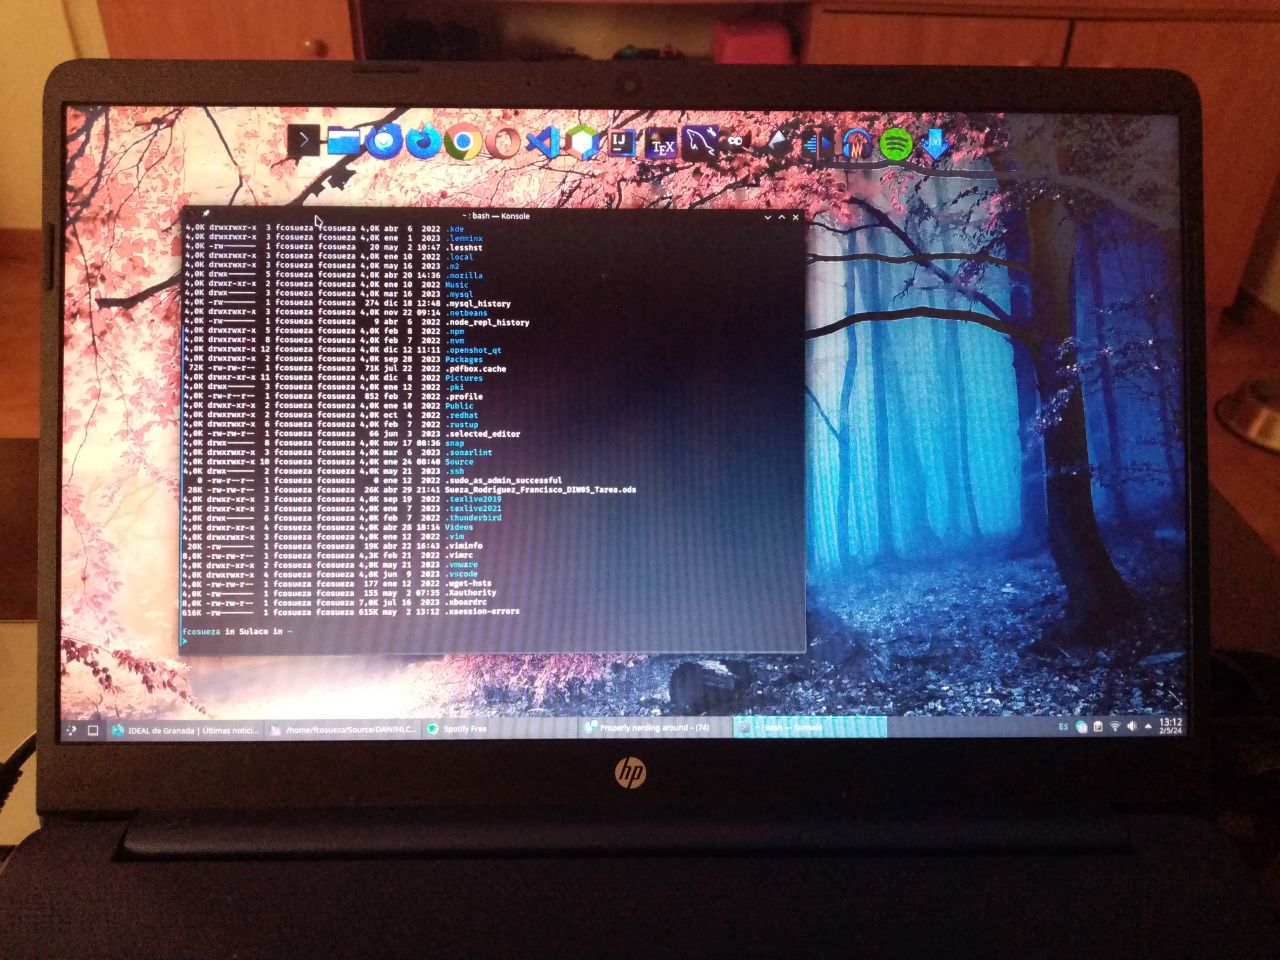 IJ
TEX
~ : bash — Konsole
4,0K drwxrwxr-x 3 fcosueza fcosueza 4,0K abr 6 2022 .kde
4,0K drwxrwxr-x 3 fcosueza fcosueza 4,0K ene 1 2023 .lemminx
4,0K -rw------- 1 fcosueza fcosueza 20 may 2 10:47 .lesshst
4,0K drwxrwxr-x 3 fcosueza fcosueza 4,0K ene 10 2022 .local
4,0K drwxrwxr-x 3 fcosueza fcosueza 4,0K may 16 2023 .m2
4,0K drwx------ 5 fcosueza fcosueza 4,0K abr 20 14:36 .mozilla
4,0K drwxrwxr-x 2 fcosueza fcosueza 4,0K ene 10 2022 Music
4,0K drwx------ 3 fcosueza fcosueza 4,0K mar 16 2023 .mysql
4,0K -rw------- 1 fcosueza fcosueza 274 dic 18 12:48 .mysql_history
4,0K drwxrwxr-x 3 fcosueza fcosueza 4,0K nov 22 09:14 .netbeans
4,0K -rw------- 1 fcosueza fcosueza 9 abr 6 2022 .node_repl_history
4,0K drwxrwxr-x 5 fcosueza fcosueza 4,0K feb 8 2022 .npm
4,0K drwxrwxr-x 8 fcosueza fcosueza 4,0K feb 7 2022 .nvm
4,0K drwxrwxr-x 12 fcosueza fcosueza 4,0K dic 12 11:11 .openshot_qt
4,0K drwxrwxr-x 2 fcosueza fcosueza 4,0K sep 28 2023 Packages
72K -rw-rw-r-- 1 fcosueza fcosueza 71K jul 22 2022 .pdfbox.cache
4,0K drwxr-xr-x 11 fcosueza fcosueza 4,0K dic 8 2022 Pictures
4,0K drwx------ 3 fcosueza fcosueza 4,0K ene 12 2022 .pki
4,0K -rw-r--r-- 1 fcosueza fcosueza 852 feb 7 2022 .profile
4,0K drwxr-xr-x 2 fcosueza fcosueza 4,0K ene 10 2022 Public
4,0K drwxrwxr-x 2 fcosueza fcosueza 4,0K oct 4 2022 .redhat
4,0K drwxrwxr-x 6 fcosueza fcosueza 4,0K feb 7 2022 .rustup
4,0K -rw-rw-r-- 1 fcosueza fcosueza 66 jun 3 2023 .selected_editor
4,0K drwx------ 8 fcosueza fcosueza 4,0K nov 17 08:36 snap
4,0K drwxrwxr-x 3 fcosueza fcosueza 4,0K mar 6 2023 .sonarlint
4,0K drwxrwxr-x 10 fcosueza fcosueza 4,0K ene 24 08:40 Source
4,0K drwx------ 2 fcosueza fcosueza 4,0K may 21 2023 .ssh
0 -rw-r--r-- 1 fcosueza fcosueza 0 ene 12 2022 .sudo_as_admin_successful
28K -rw-rw-r-- 1 fcosueza fcosueza 26K abr 29 21:41 Sueza_Rodríguez_Francisco_DIW05_Tarea.ods
4,0K drwxrwxr-x 3 fcosueza fcosueza 4,0K sep 19 2022 .texlive2019
4,0K drwxrwxr-x 3 fcosueza fcosueza 4,0K ene 7 2023 .texlive2021
4,0K drwx------ 6 fcosueza fcosueza 4,0K feb 7 2022 .thunderbird
4,0K drwxr-xr-x 4 fcosueza fcosueza 4,0K abr 28 18:14 Videos
4,0K drwxrwxr-x 3 fcosueza fcosueza 4,0K ene 12 2022 .vim
20K -rw------- 1 fcosueza fcosueza 19K abr 22 16:43 .viminfo
8,0K -rw-rw-r-- 1 fcosueza fcosueza 4,3K feb 21 2022 .vimrc
4,0K drwxr-xr-x 2 fcosueza fcosueza 4,0K may 21 2023 .vmware
4,0K drwxrwxr-x 4 fcosueza fcosueza 4,0K jun 9 2023 .vscode
4,0K -rw-rw-r-- 1 fcosueza fcosueza 177 ene 12 2022 .wget-hsts
4,0K -rw------- 1 fcosueza fcosueza 155 may 2 07:35 .Xauthority
8,0K -rw-rw-r-- 1 fcosueza fcosueza 7,0K jul 16 2023 .xboardrc
616K -rw------- 1 fcosueza fcosueza 615K may 2 13:12 .xsession-errors
fcosueza in Sulaco in ~
IDEAL de Granada | Últimas notici...
/home/fcosueza/Source/DAW/HLC...
Spotify Free
Properly nerding around – (74)
~ : bash — Konsole
ES
13:12
2/5/24
hp